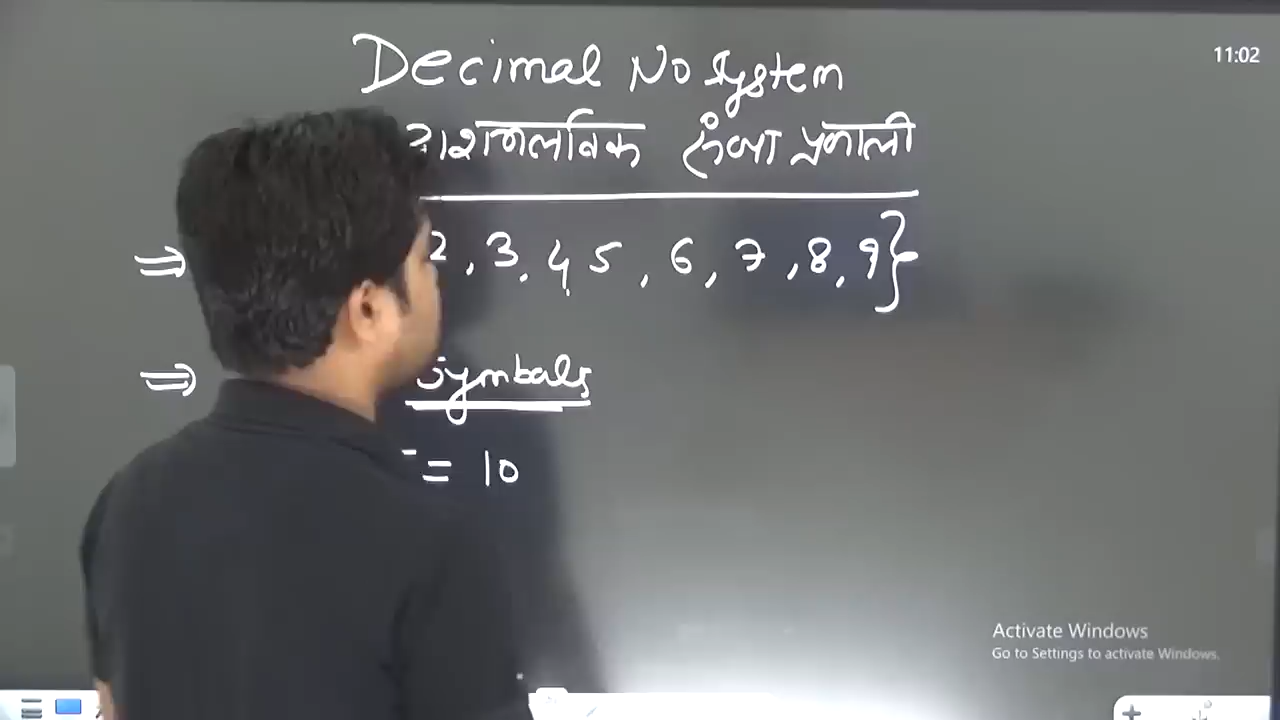 Decimal No System
संख्या प्रणाली
2, 3, 4, 5, 6, 7, 8, 9}
⇒
⇒ Symbols
= 10
11:02
Activate Windows
Go to Settings to activate Windows.